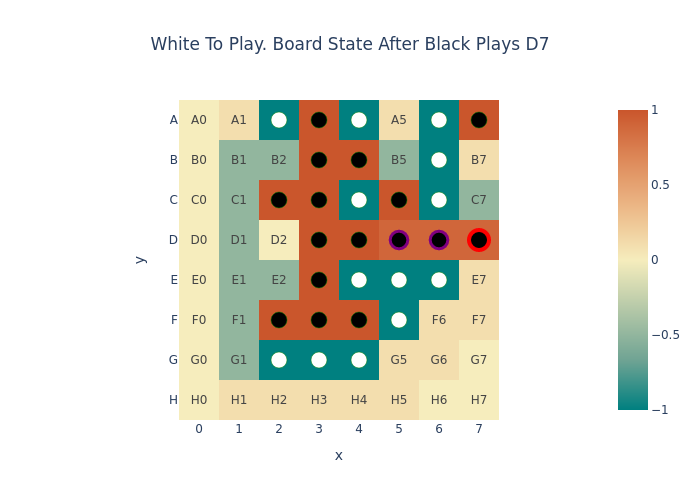 White To Play. Board State After Black Plays D7
A A0 A1 A5
B B0 B1 B2 B5 B7
C C0 C1 C7
D D0 D1 D2
E E0 E1 E2 E7
F F0 F1 F6 F7
G G0 G1 G5 G6 G7
H H0 H1 H2 H3 H4 H5 H6 H7
0 1 2 3 4 5 6 7
x
y
1
0.5
0
−0.5
−1